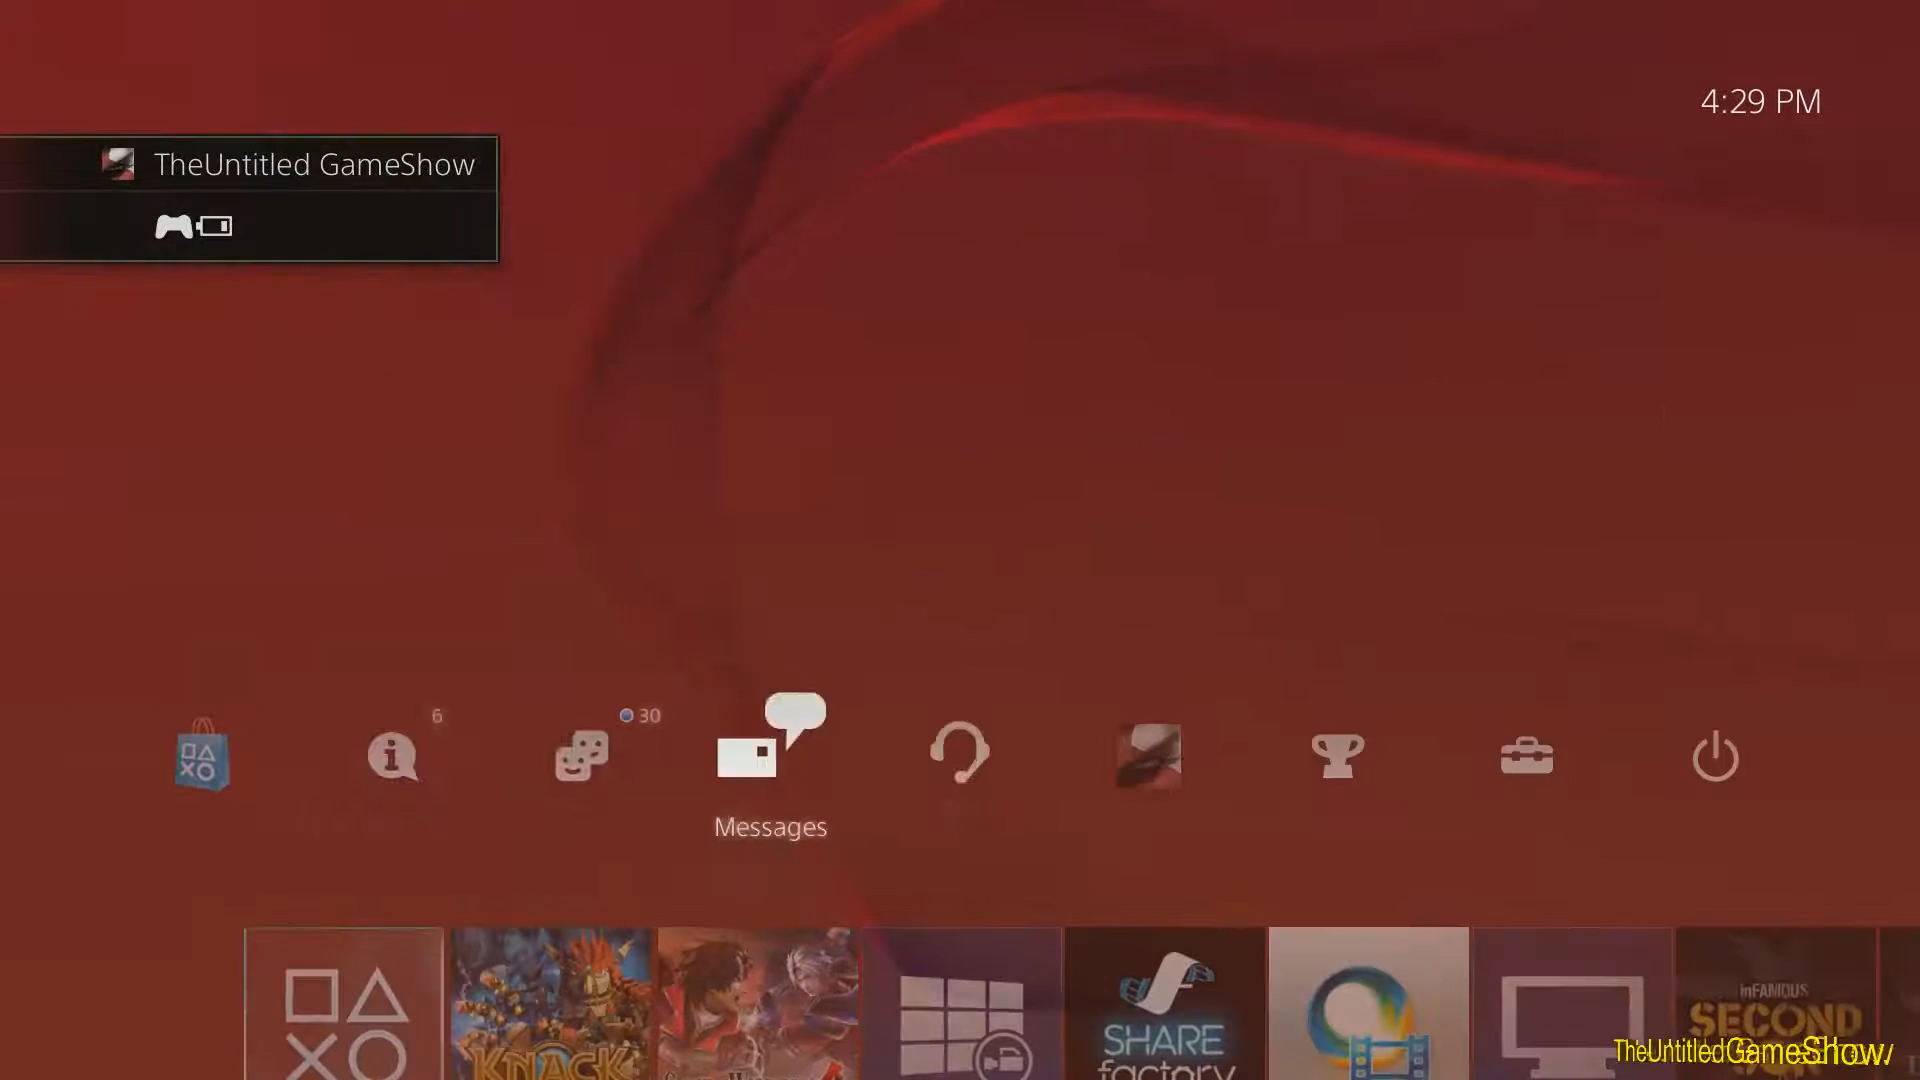 4:29 PM
TheUntitled GameShow
6
30
Messages
KNACK
SHARE
factory
inFAMOUS
SECOND
TheUntitledGameShow